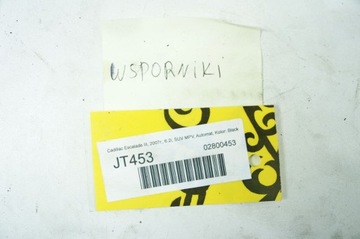 WSPORNIKI
Cadillac Escalade III, 2007r., 6.2l, SUV MPV, Automat, Kolor: Black
JT453
02800453